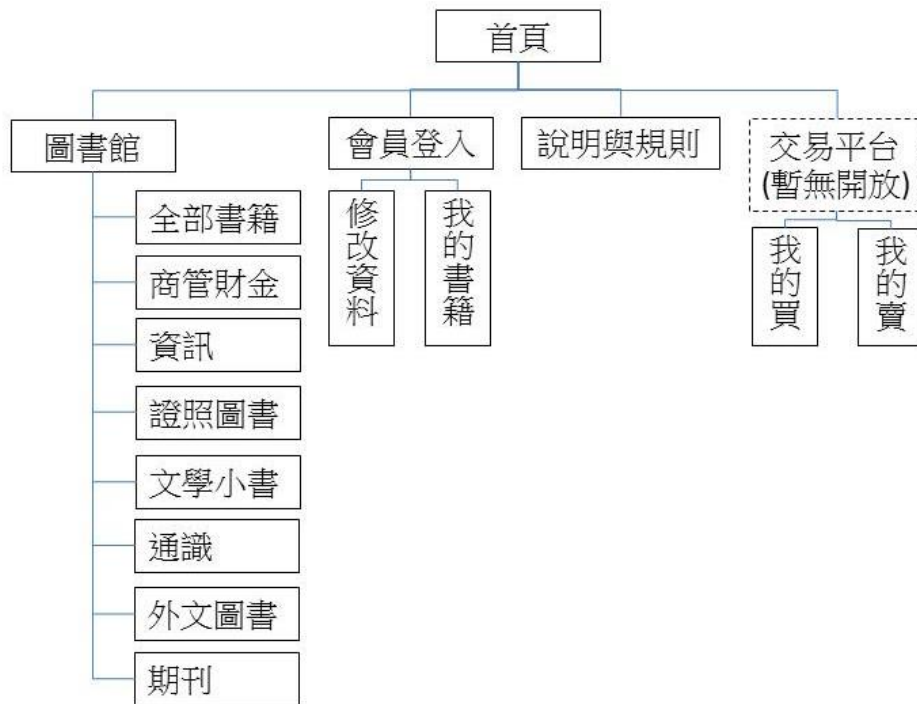 首頁
圖書館
會員登入
說明與規則
交易平台
(暫無開放)
全部書籍
商管財金
資訊
證照圖書
文學小書
通識
外文圖書
期刊
修改資料
我的書籍
我的買
我的賣